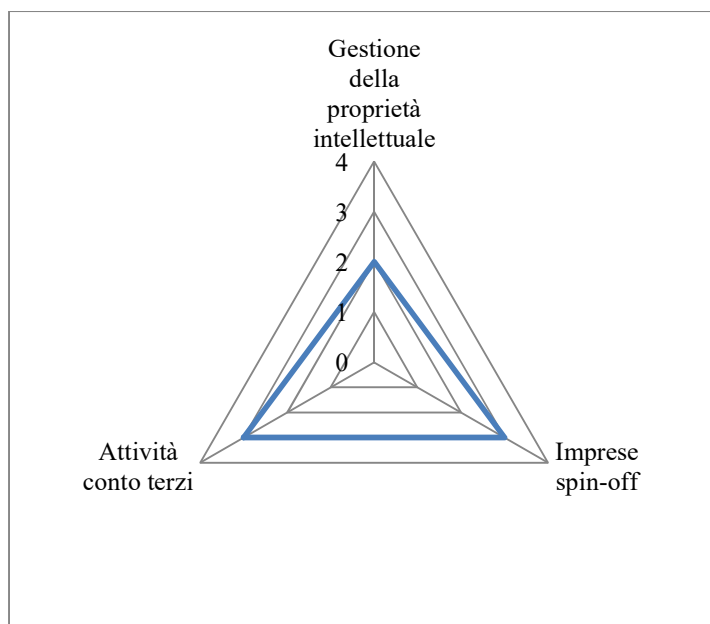 Gestione
della
proprietà
intellettuale
4
3
2
1
0
Attività
conto terzi
Imprese
spin-off